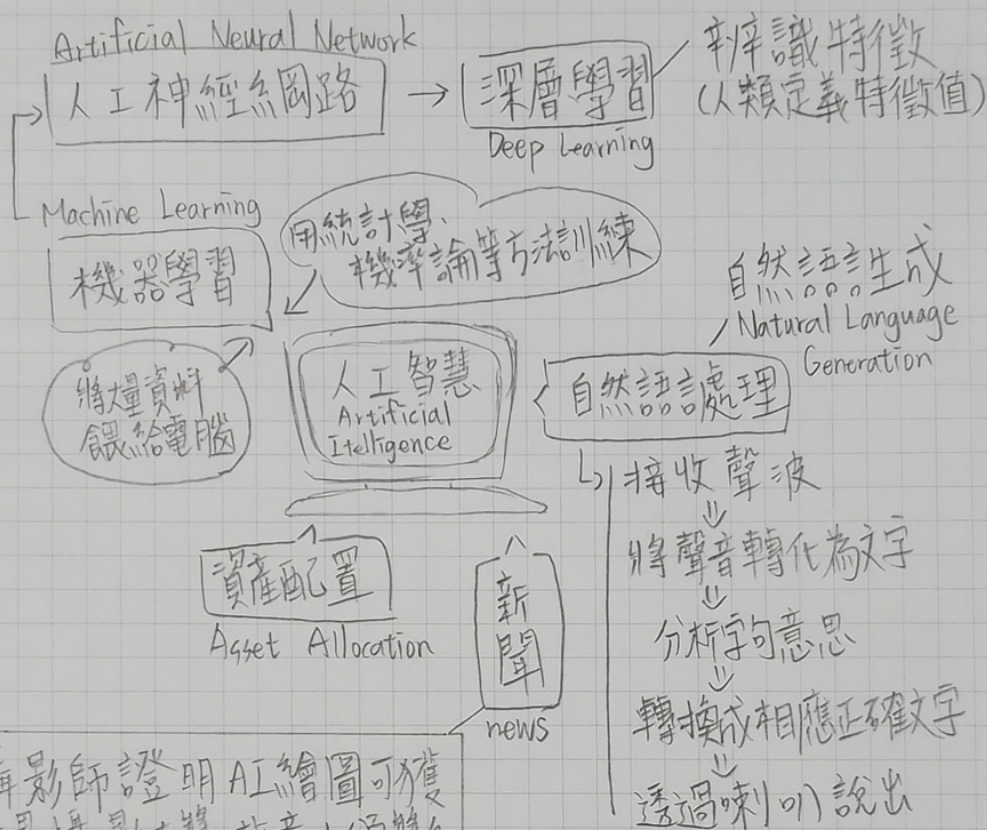 Artificial Neural Network
人工神經網路
深層學習
Deep Learning
辨識特徵
(人類定義特徵值)
Machine Learning
機器學習
用統計學、
機率論等方法訓練
將大量資料
餵給電腦
人工智慧
Artificial
Itelligence
自然語言生成
Natural Language
Generation
自然語言處理
接收聲波
將聲音轉化為文字
分析字句意思
轉換成相應正確文字
透過喇叭說出
資產配置
Asset Allocation
新聞
news
影師證明AI繪圖可獲